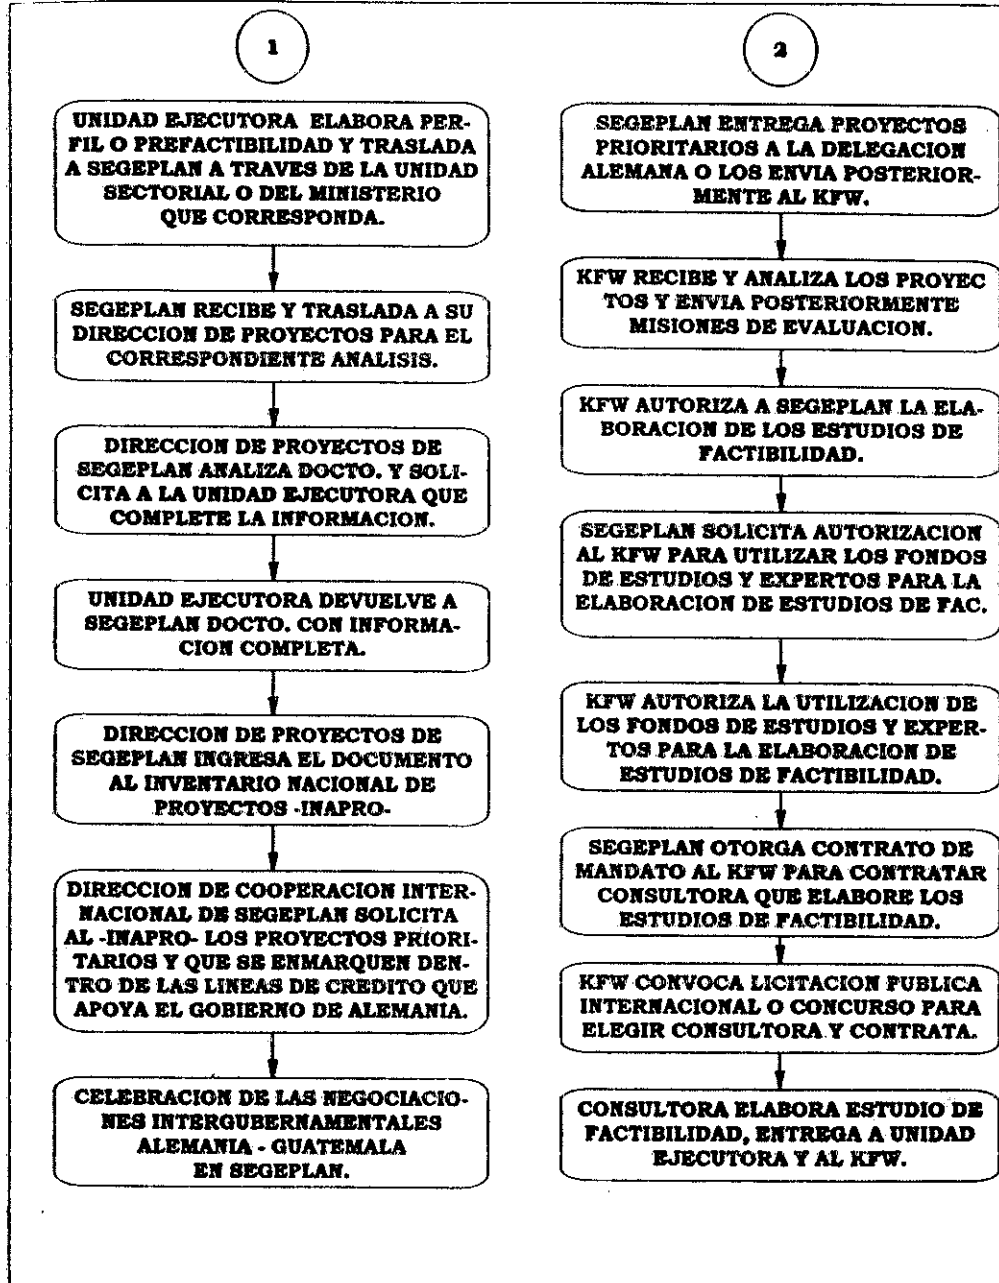 1
UNIDAD EJECUTORA ELABORA PER-
FIL O PREFACTIBILIDAD Y TRASLADA
A SEGEPLAN A TRAVES DE LA UNIDAD
SECTORIAL O DEL MINISTERIO
QUE CORRESPONDA.
SEGEPLAN RECIBE Y TRASLADA A SU
DIRECCION DE PROYECTOS PARA EL
CORRESPONDIENTE ANALISIS.
DIRECCION DE PROYECTOS DE
SEGEPLAN ANALIZA DOCTO. Y SOLI-
CITA A LA UNIDAD EJECUTORA QUE
COMPLETE LA INFORMACION.
UNIDAD EJECUTORA DEVUELVE A
SEGEPLAN DOCTO. CON INFORMA-
CION COMPLETA.
DIRECCION DE PROYECTOS DE
SEGEPLAN INGRESA EL DOCUMENTO
AL INVENTARIO NACIONAL DE
PROYECTOS -INAPRO-
DIRECCION DE COOPERACION INTER-
NACIONAL DE SEGEPLAN SOLICITA
AL -INAPRO- LOS PROYECTOS PRIORI-
TARIOS Y QUE SE ENMARQUEN DEN-
TRO DE LAS LINEAS DE CREDITO QUE
APOYA EL GOBIERNO DE ALEMANIA.
CELEBRACION DE LAS NEGOCIACIO-
NES INTERGUBERNAMENTALES
ALEMANIA - GUATEMALA
EN SEGEPLAN.
2
SEGEPLAN ENTREGA PROYECTOS
PRIORITARIOS A LA DELEGACION
ALEMANA O LOS ENVIA POSTERIOR-
MENTE AL KFW.
KFW RECIBE Y ANALIZA LOS PROYEC
TOS Y ENVIA POSTERIORMENTE
MISIONES DE EVALUACION.
KFW AUTORIZA A SEGEPLAN LA ELA-
BORACION DE LOS ESTUDIOS DE
FACTIBILIDAD.
SEGEPLAN SOLICITA AUTORIZACION
AL KFW PARA UTILIZAR LOS FONDOS
DE ESTUDIOS Y EXPERTOS PARA LA
ELABORACION DE ESTUDIOS DE FAC.
KFW AUTORIZA LA UTILIZACION DE
LOS FONDOS DE ESTUDIOS Y EXPER-
TOS PARA LA ELABORACION DE
ESTUDIOS DE FACTIBILIDAD.
SEGEPLAN OTORGA CONTRATO DE
MANDATO AL KFW PARA CONTRATAR
CONSULTORA QUE ELABORE LOS
ESTUDIOS DE FACTIBILIDAD.
KFW CONVOCA LICITACION PUBLICA
INTERNACIONAL O CONCURSO PARA
ELEGIR CONSULTORA Y CONTRATA.
CONSULTORA ELABORA ESTUDIO DE
FACTIBILIDAD, ENTREGA A UNIDAD
EJECUTORA Y AL KFW.